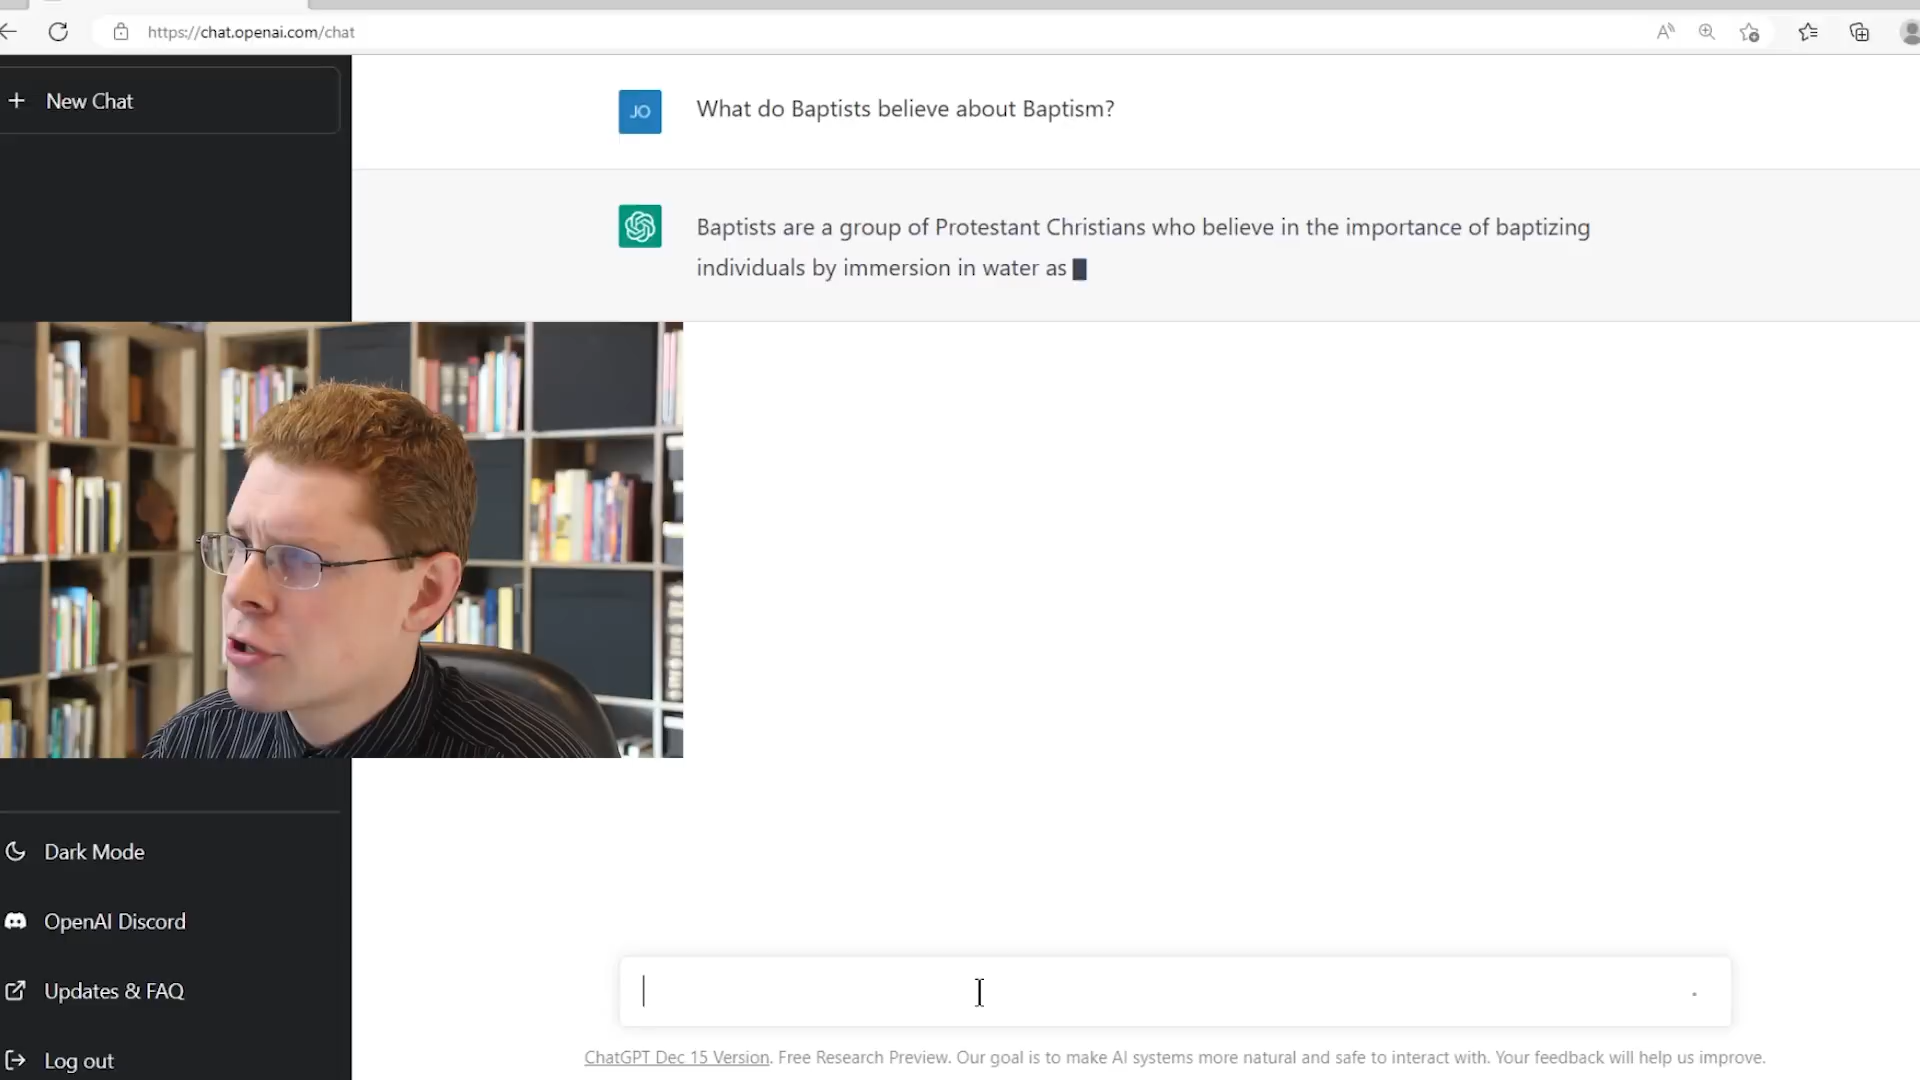 https://chat.openai.com/chat
New Chat
JO
What do Baptists believe about Baptism?
Baptists are a group of Protestant Christians who believe in the importance of baptizing
individuals by immersion in water as
Dark Mode
OpenAI Discord
Updates & FAQ
Log out
ChatGPT Dec 15 Version. Free Research Preview. Our goal is to make AI systems more natural and safe to interact with. Your feedback will help us improve.